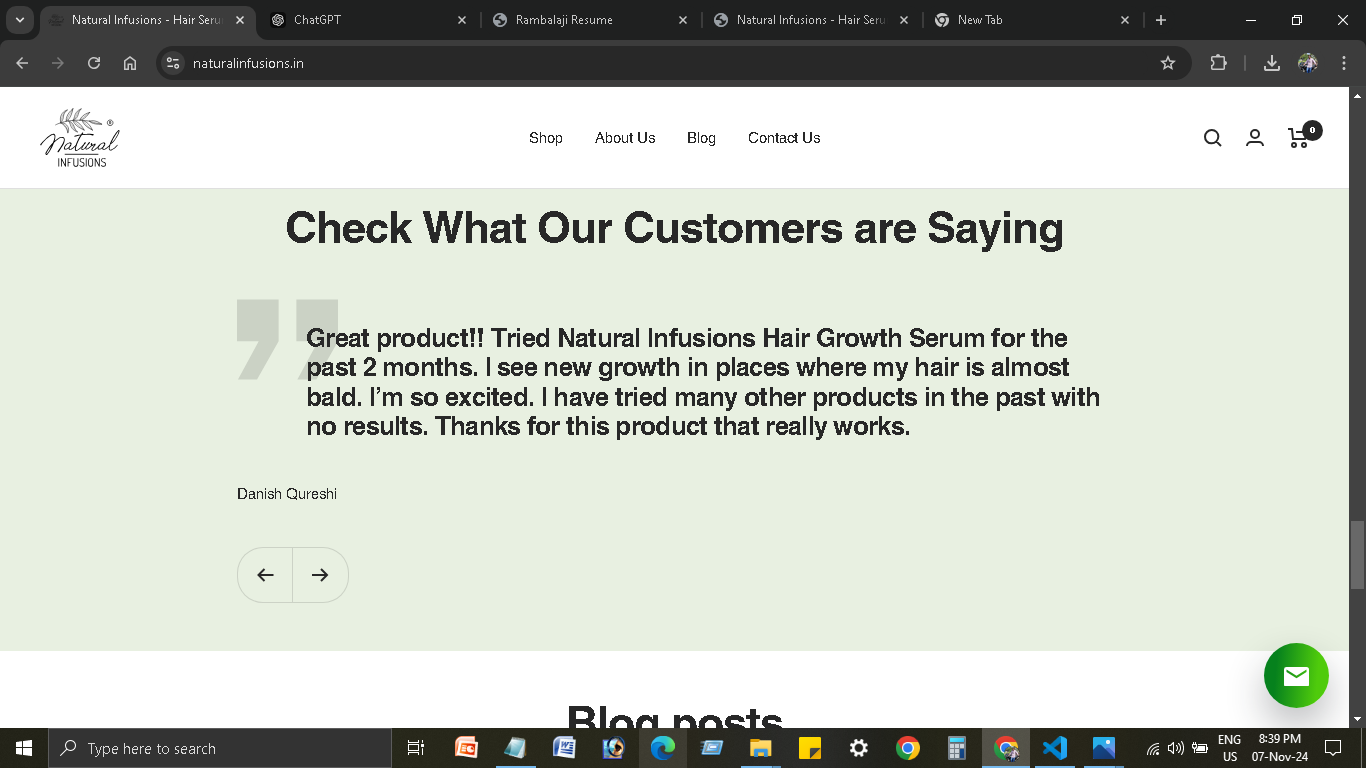 Natural Infusions - Hair Seru
ChatGPT
Rambalaji Resume
Natural Infusions - Hair Seru
New Tab
naturalinfusions.in
Natural
INFUSIONS
®
Shop
About Us
Blog
Contact Us
0
Check What Our Customers are Saying
Great product!! Tried Natural Infusions Hair Growth Serum for the
past 2 months. I see new growth in places where my hair is almost
bald. I’m so excited. I have tried many other products in the past with
no results. Thanks for this product that really works.
Danish Qureshi
Blog posts
Type here to search
ENG
US
8:39 PM
07-Nov-24